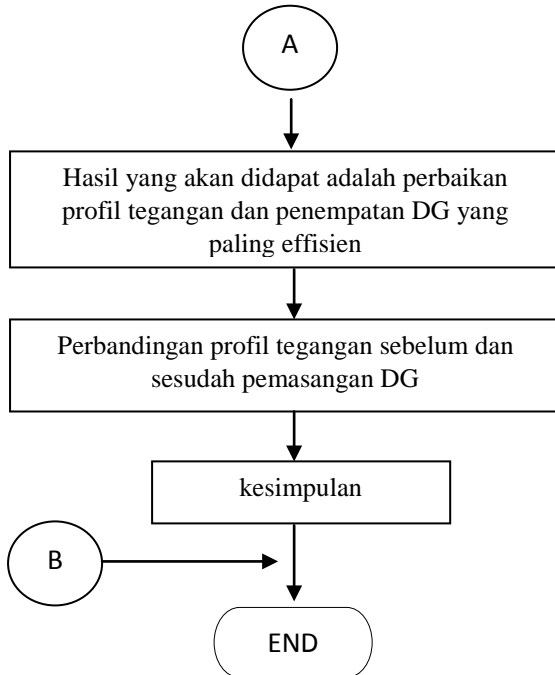 A
Hasil yang akan didapat adalah perbaikan
profil tegangan dan penempatan DG yang
paling effisien
Perbandingan profil tegangan sebelum dan
sesudah pemasangan DG
kesimpulan
B
END